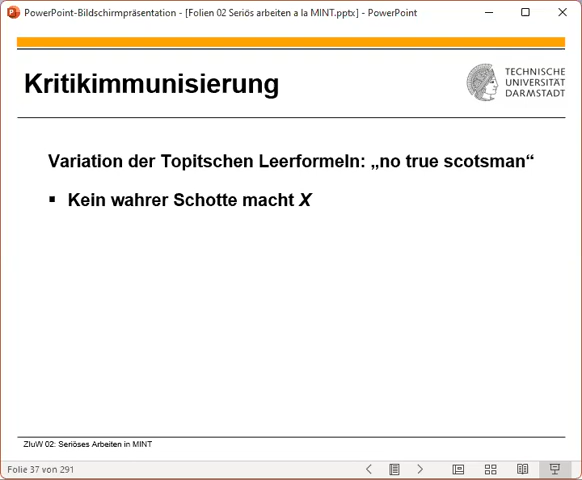 PowerPoint-Bildschirmpräsentation - [Folien 02 Seriös arbeiten a la MINT.pptx] - PowerPoint
Kritikimmunisierung
TECHNISCHE
UNIVERSITÄT
DARMSTADT
Variation der Topitschen Leerformeln: „no true scotsman“
▪ Kein wahrer Schotte macht X
ZIuW 02: Seriöses Arbeiten in MINT
Folie 37 von 291